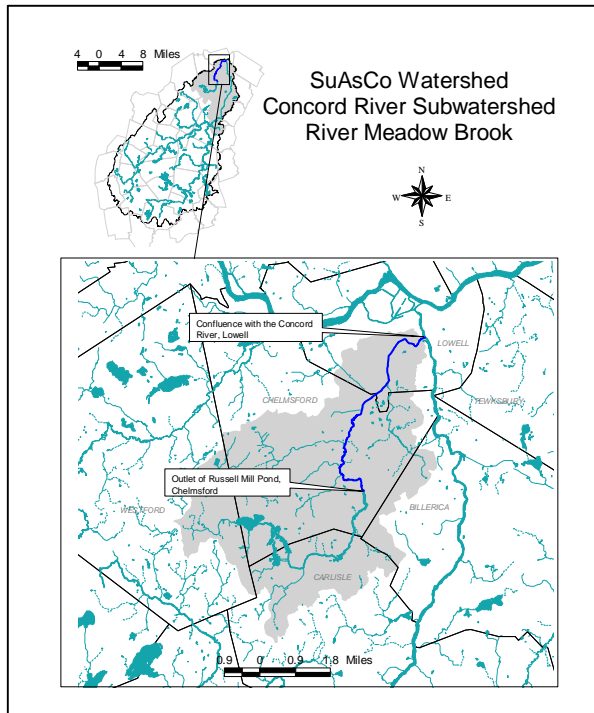 4 0 4 8 Miles
SuAsCo Watershed
Concord River Subwatershed
River Meadow Brook
N
W E
S
Confluence with the Concord
River, Lowell
LOWELL
CHELMSFORD
TEWKSBURY
Outlet of Russell Mill Pond,
Chelmsford
WESTFORD
BILLERICA
CARLISLE
0.9 0 0.9 1.8 Miles